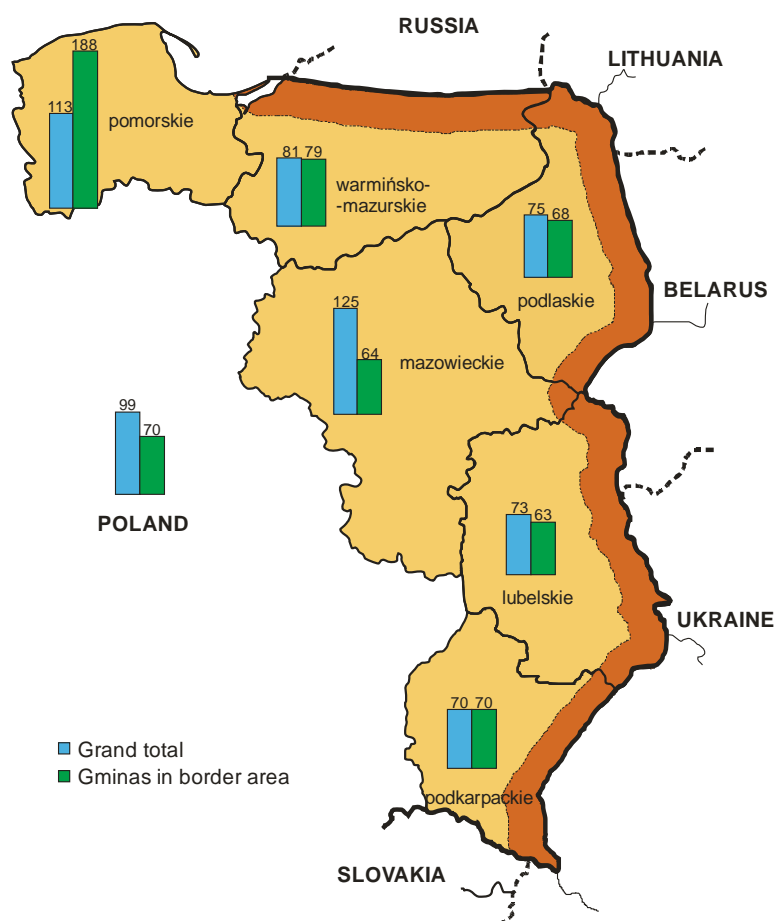 RUSSIA
LITHUANIA
188
113
pomorskie
81 79
warmińsko-
-mazurskie
75 68
podlaskie
BELARUS
125
64
mazowieckie
99
70
POLAND
73 63
lubelskie
UKRAINE
70 70
podkarpackie
Grand total
Gminas in border area
SLOVAKIA